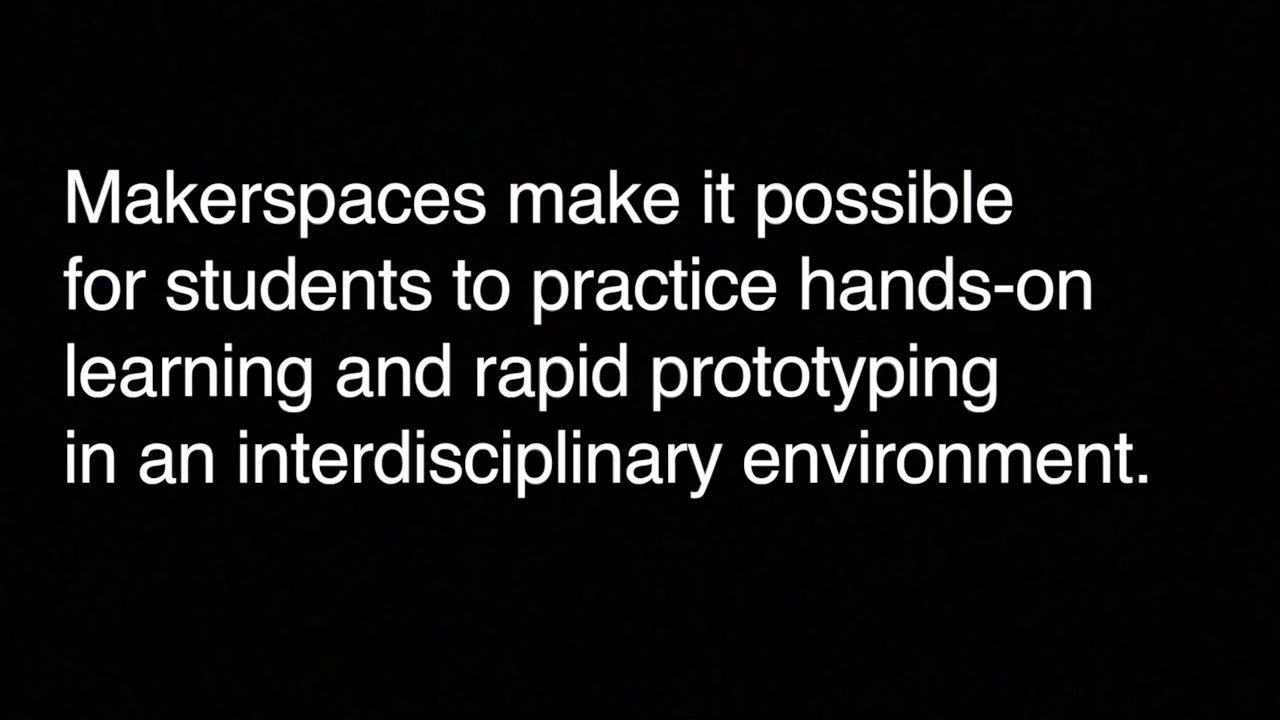 Makerspaces make it possible
for students to practice hands-on
learning and rapid prototyping
in an interdisciplinary environment.